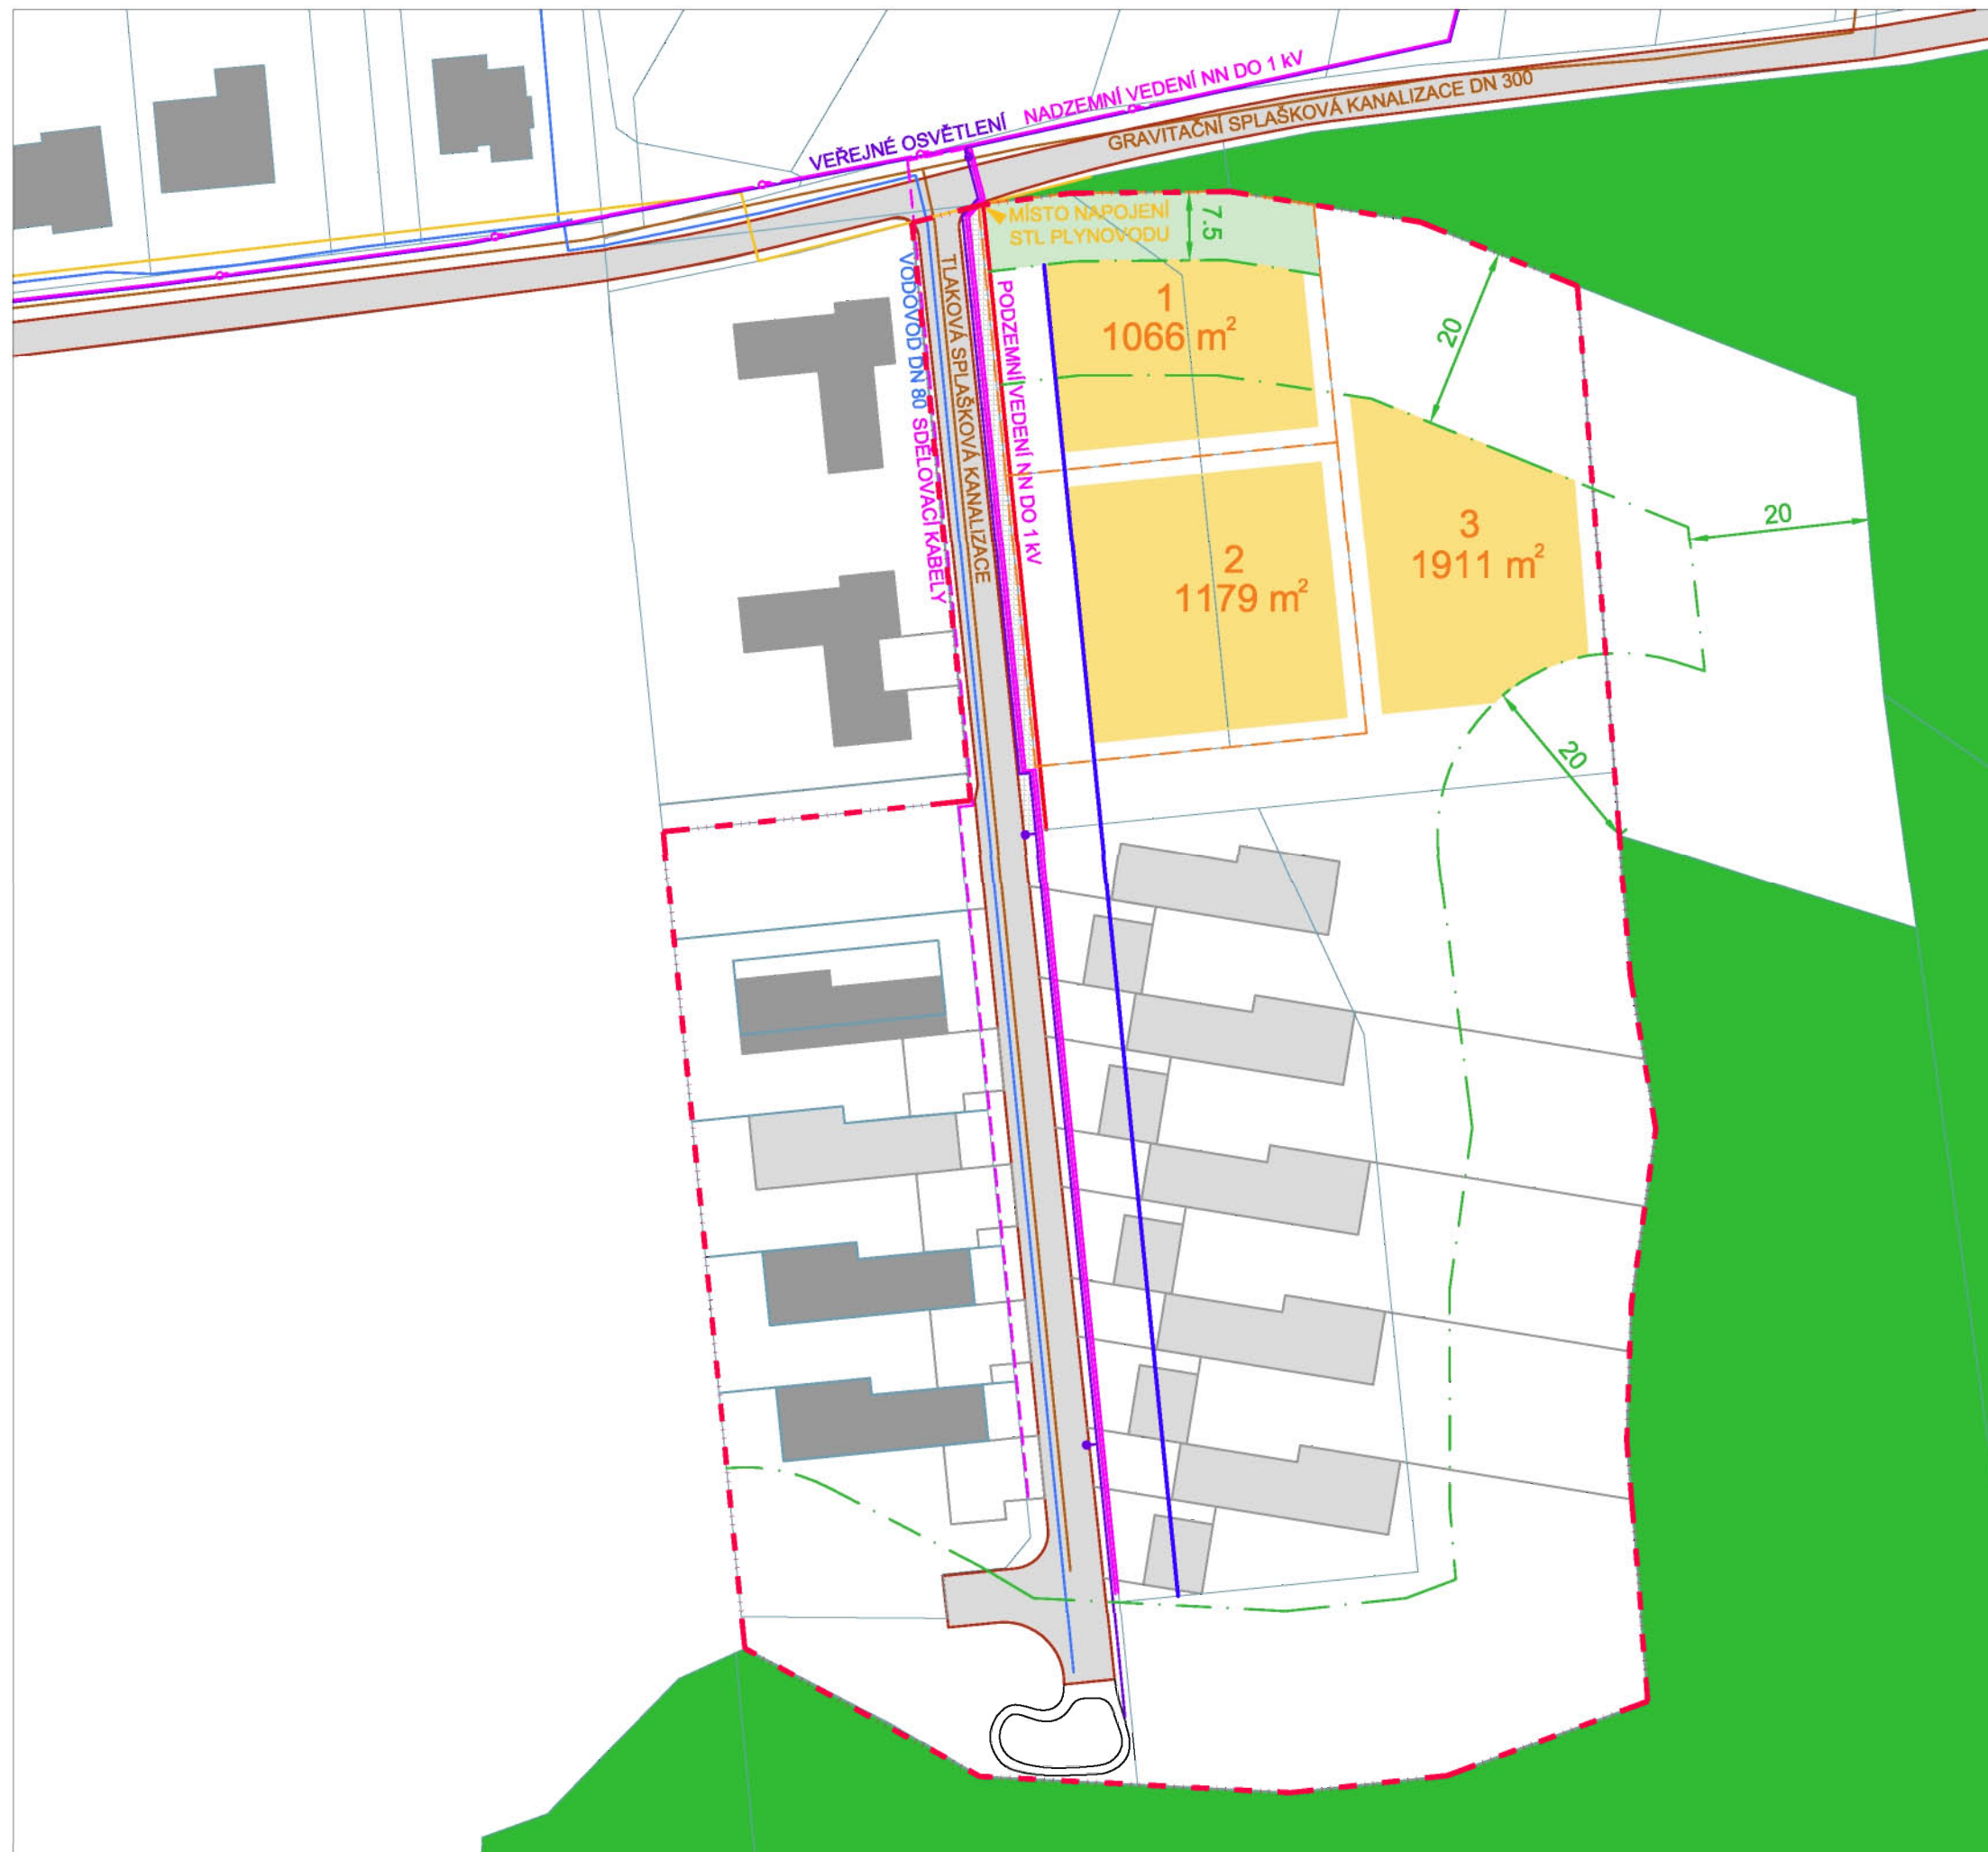 NADZEMNÍ VEDENÍ NN DO 1 kV
GRAVITAČNÍ SPLAŠKOVÁ KANALIZACE DN 300
VEŘEJNÉ OSVĚTLENÍ
MÍSTO NAPOJENÍ
STL PLYNOVODU
7.5
VODOVOD DN 80
SDĚLOVACÍ KABELY
TLAKOVÁ SPLAŠKOVÁ KANALIZACE
PODZEMNÍ VEDENÍ NN DO 1 kV
1
1066 m²
20
2
1179 m²
3
1911 m²
20
20